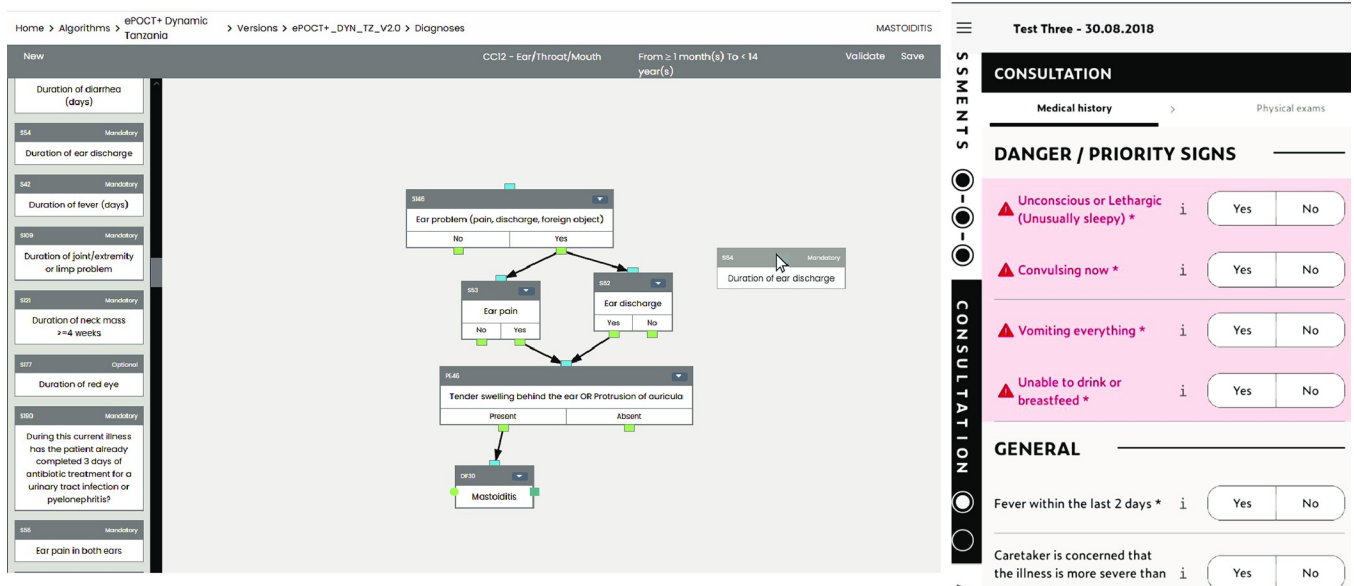 Home > Algorithms > ePOCT+ Dynamic
Tanzania
> Versions > ePOCT+_DYN_TZ_V2.0 > Diagnoses
MASTOIDITIS
New
CC12 - Ear/Throat/Mouth
From ≥ 1 month(s) To < 14
year(s)
Validate Save
Duration of diarrhea
(days)
S54 Mandatory
Duration of ear discharge
S42 Mandatory
Duration of fever (days)
S109 Mandatory
Duration of joint/extremity
or limp problem
S121 Mandatory
Duration of neck mass
>=4 weeks
S177 Optional
Duration of red eye
S190 Mandatory
During this current illness
has the patient already
completed 3 days of
antibiotic treatment for a
urinary tract infection or
pyelonephritis?
Mandatory
Ear pain in both ears
S146
Ear problem (pain, discharge, foreign object)
No Yes
S53
Ear pain
No Yes
S52
Ear discharge
Yes No
S54 Mandatory
Duration of ear discharge
PE46
Tender swelling behind the ear OR Protrusion of auricula
Present Absent
DF30
Mastoiditis
SSMENTS
CONSULTATION
Test Three - 30.08.2018
CONSULTATION
Medical history > Physical exams
DANGER / PRIORITY SIGNS
Unconscious or Lethargic
(Unusually sleepy) * i Yes No
Convulsing now * i Yes No
Vomiting everything * i Yes No
Unable to drink or
breastfeed * i Yes No
GENERAL
Fever within the last 2 days * i Yes No
Caretaker is concerned that
the illness is more severe than i Yes No